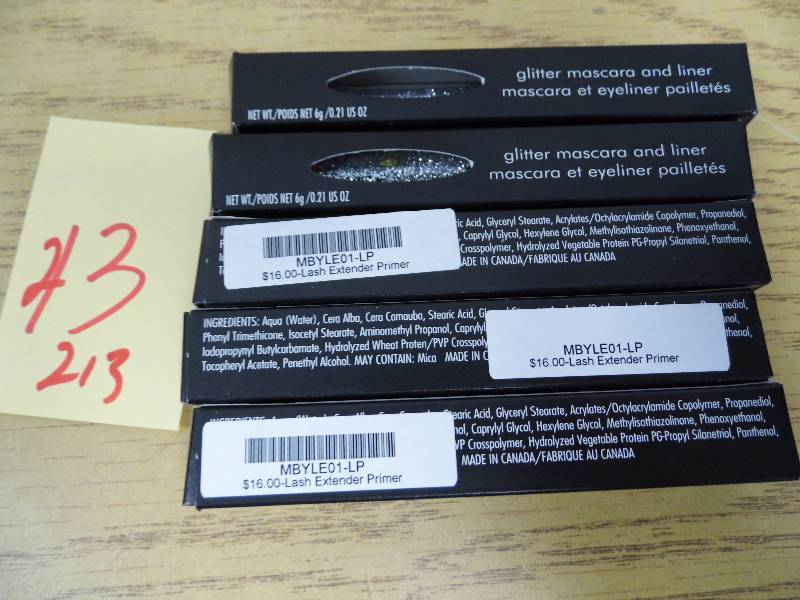 43
213
glitter mascara and liner
mascara et eyeliner pailletés
NET WT./POIDS NET 6g /0.21 US OZ
glitter mascara and liner
mascara et eyeliner pailletés
NET WT./POIDS NET 6g /0.21 US OZ
Acid, Glyceryl Stearate, Acrylates/Octylacrylamide Copolymer, Propanediol,
Caprylyl Glycol, Hexylene Glycol, Methylisothiazolinone, Phenoxyethanol,
Crosspolymer, Hydrolyzed Vegetable Protein PG-Propyl Silanetriol, Panthenol,
MADE IN CANADA/FABRIQUE AU CANADA
MBYLE01-LP
$16.00-Lash Extender Primer
INGREDIENTS: Aqua (Water), Cera Alba, Cera Carnauba, Stearic Acid,
Phenyl Trimethicone, Isocetyl Stearate, Aminomethyl Propanol, Caprylyl
Iodopropynyl Butylcarbamate, Hydrolyzed Wheat Protein/PVP Crosspoly
Tocopheryl Acetate, Penethyl Alcohol. MAY CONTAIN: Mica MADE IN C
MBYLE01-LP
$16.00-Lash Extender Primer
Stearic Acid, Glyceryl Stearate, Acrylates/Octylacrylamide Copolymer, Propanediol,
Caprylyl Glycol, Hexylene Glycol, Methylisothiazolinone, Phenoxyethanol,
VP Crosspolymer, Hydrolyzed Vegetable Protein PG-Propyl Silanetriol, Panthenol,
MADE IN CANADA/FABRIQUE AU CANADA
MBYLE01-LP
$16.00-Lash Extender Primer